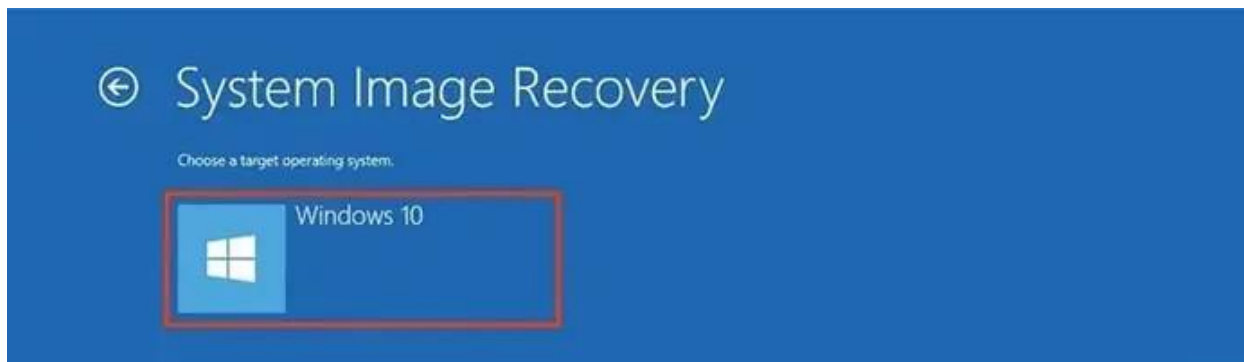 System Image Recovery
Choose a target operating system.
Windows 10